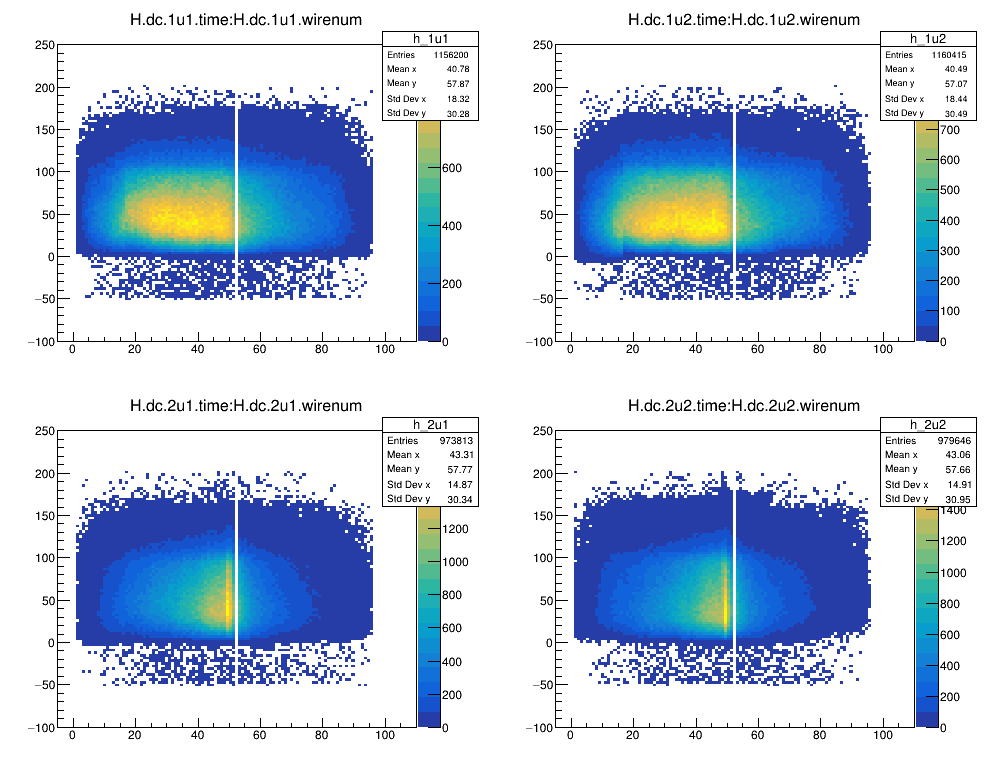 H.dc.1u1.time:H.dc.1u1.wirenum
h_1u1
Entries 1156200
Mean x 40.78
Mean y 57.87
Std Dev x 18.32
Std Dev y 30.28
250
200
150
100
50
0
−50
−100
0 20 40 60 80 100
600
400
200
0
H.dc.1u2.time:H.dc.1u2.wirenum
h_1u2
Entries 1160415
Mean x 40.49
Mean y 57.07
Std Dev x 18.44
Std Dev y 30.49
250
200
150
100
50
0
−50
−100
0 20 40 60 80 100
700
600
500
400
300
200
100
0
H.dc.2u1.time:H.dc.2u1.wirenum
h_2u1
Entries 973813
Mean x 43.31
Mean y 57.77
Std Dev x 14.87
Std Dev y 30.34
250
200
150
100
50
0
−50
−100
0 20 40 60 80 100
1200
1000
800
600
400
200
0
H.dc.2u2.time:H.dc.2u2.wirenum
h_2u2
Entries 979646
Mean x 43.06
Mean y 57.66
Std Dev x 14.91
Std Dev y 30.95
250
200
150
100
50
0
−50
−100
0 20 40 60 80 100
1400
1200
1000
800
600
400
200
0